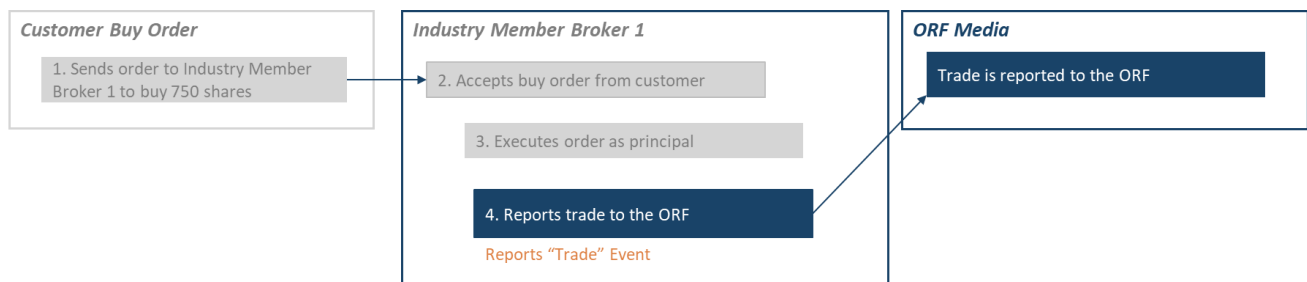 Customer Buy Order
1. Sends order to Industry Member
Broker 1 to buy 750 shares
Industry Member Broker 1
2. Accepts buy order from customer
3. Executes order as principal
4. Reports trade to the ORF
Reports “Trade” Event
ORF Media
Trade is reported to the ORF